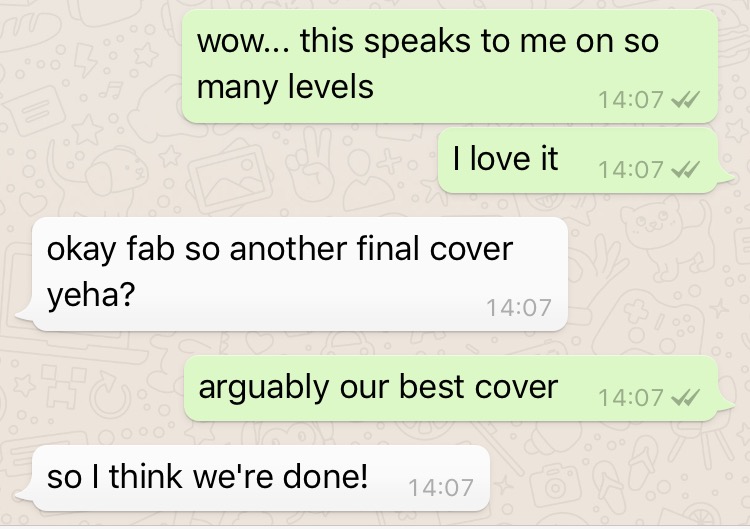 wow... this speaks to me on so
many levels
14:07
I love it
14:07
okay fab so another final cover
yeha?
14:07
arguably our best cover
14:07
so I think we're done!
14:07